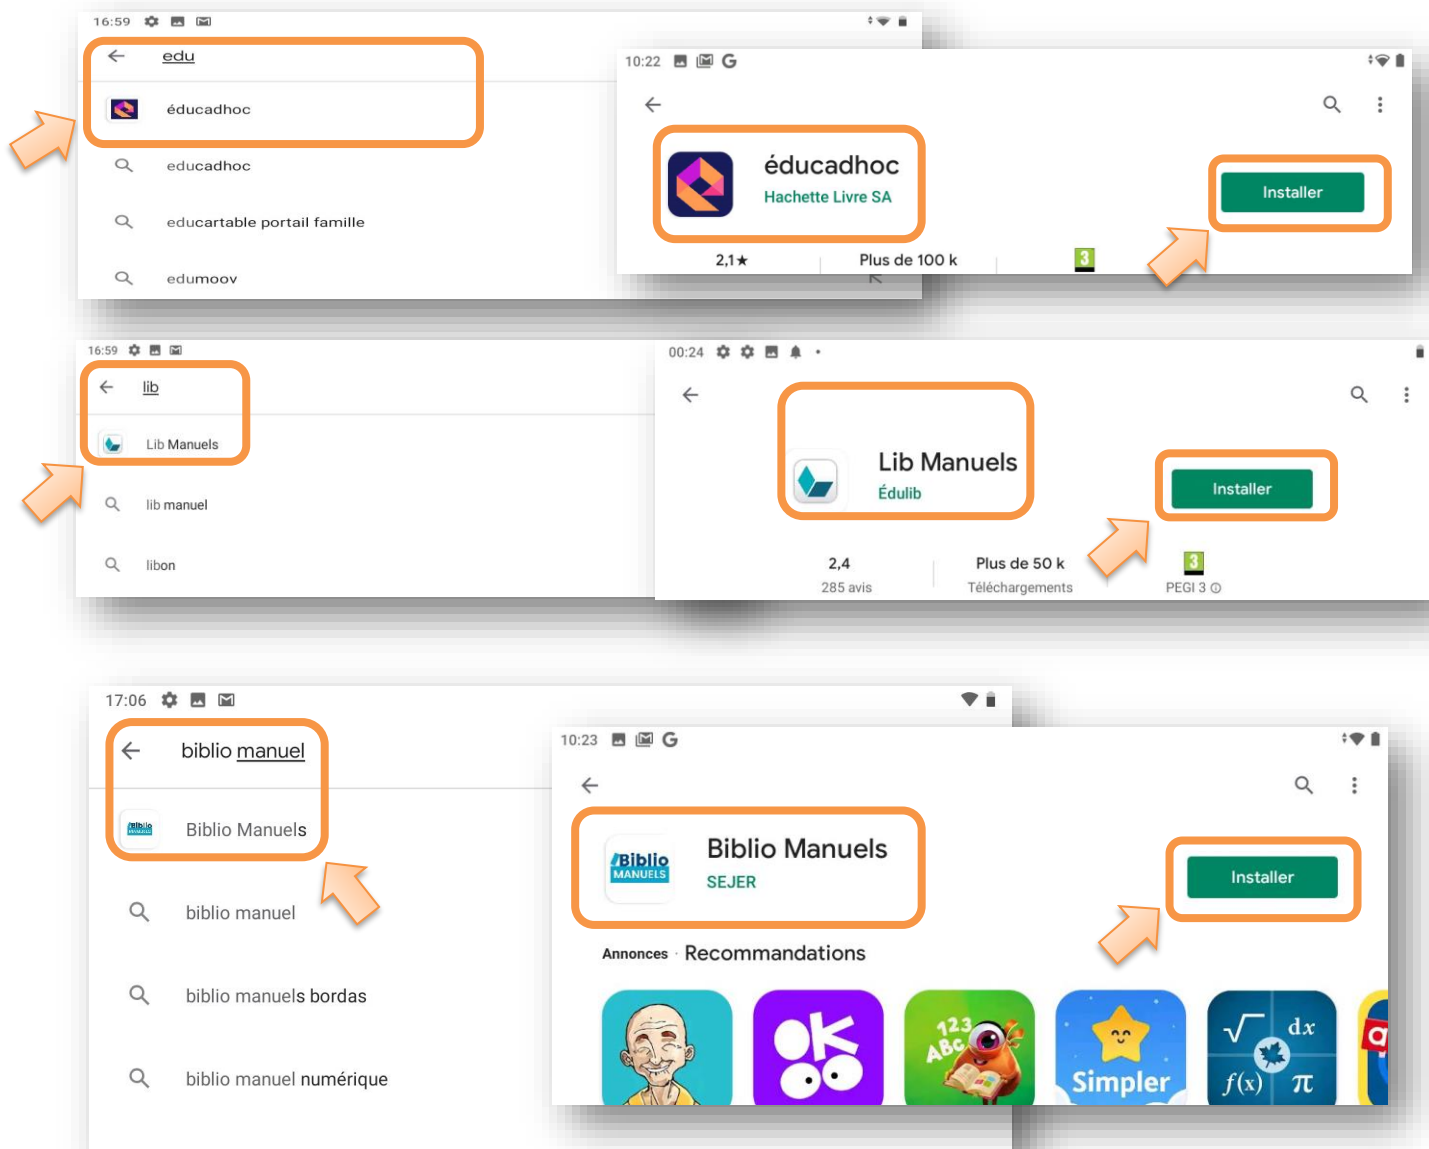 16:59
edu
éducadhoc
educadhoc
educartable portail famille
edumoov
10:22
éducadhoc
Hachette Livre SA
Installer
2,1★
Plus de 100 k
3
16:59
lib
Lib Manuels
lib manuel
libon
00:24
Lib Manuels
Édulib
Installer
2,4
285 avis
Plus de 50 k
Téléchargements
3
PEGI 3
17:06
biblio manuel
Biblio MANUELS
Biblio Manuels
biblio manuel
biblio manuels bordas
biblio manuel numérique
10:23
Biblio
MANUELS
Biblio Manuels
SEJER
Installer
Annonces · Recommandations
OK
123
ABC
Simpler
√ dx
f(x) π